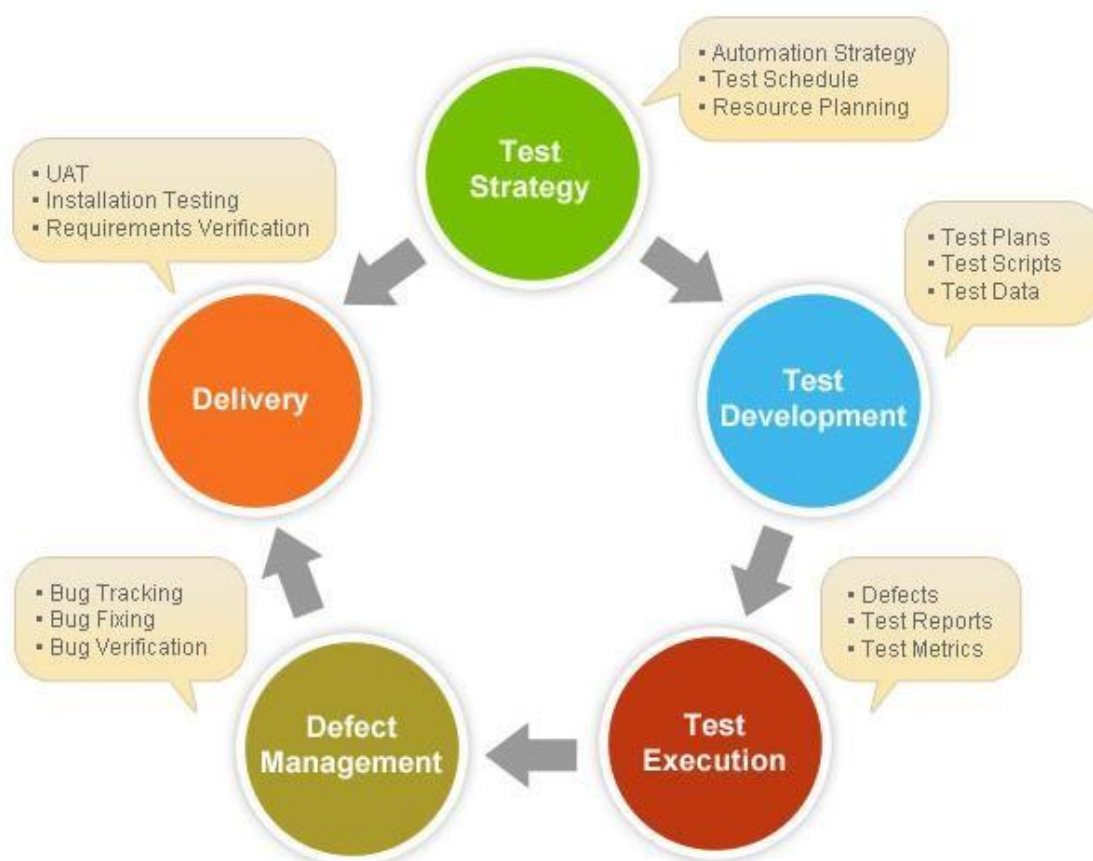 ▪ Automation Strategy
▪ Test Schedule
▪ Resource Planning
Test
Strategy
▪ UAT
▪ Installation Testing
▪ Requirements Verification
▪ Test Plans
▪ Test Scripts
▪ Test Data
Delivery
Test
Development
▪ Bug Tracking
▪ Bug Fixing
▪ Bug Verification
▪ Defects
▪ Test Reports
▪ Test Metrics
Defect
Management
Test
Execution